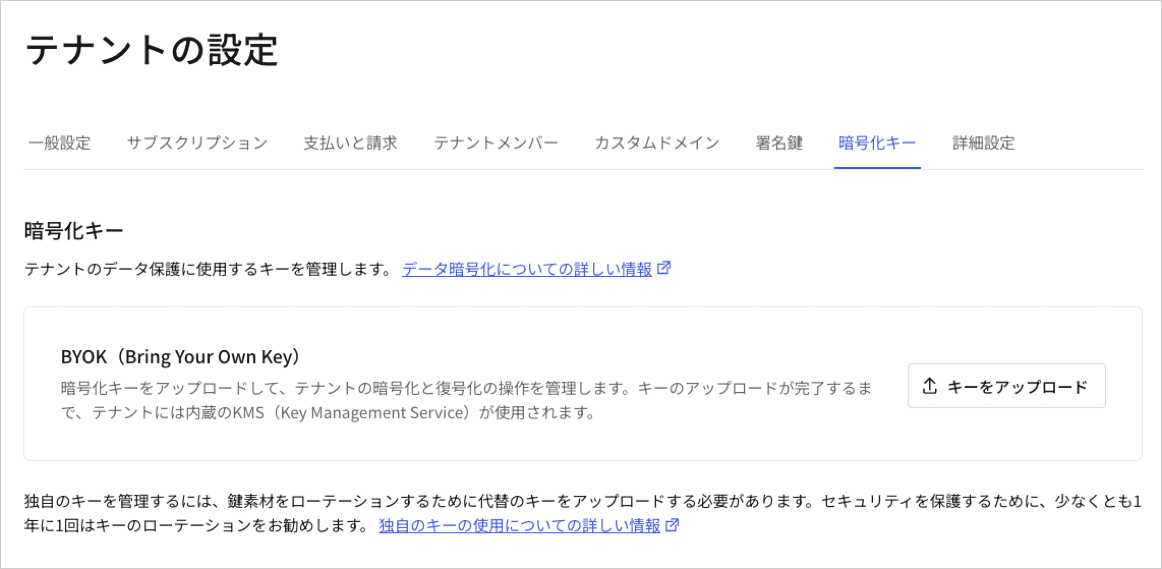 テナントの設定
一般設定 サブスクリプション 支払いと請求 テナントメンバー カスタムドメイン 署名鍵 暗号化キー 詳細設定
暗号化キー
テナントのデータ保護に使用するキーを管理します。 データ暗号化についての詳しい情報
BYOK（Bring Your Own Key）
暗号化キーをアップロードして、テナントの暗号化と復号化の操作を管理します。キーのアップロードが完了するま
で、テナントには内蔵のKMS（Key Management Service）が使用されます。
キーをアップロード
独自のキーを管理するには、鍵素材をローテーションするために代替のキーをアップロードする必要があります。セキュリティを保護するために、少なくとも1
年に1回はキーのローテーションをお勧めします。 独自のキーの使用についての詳しい情報